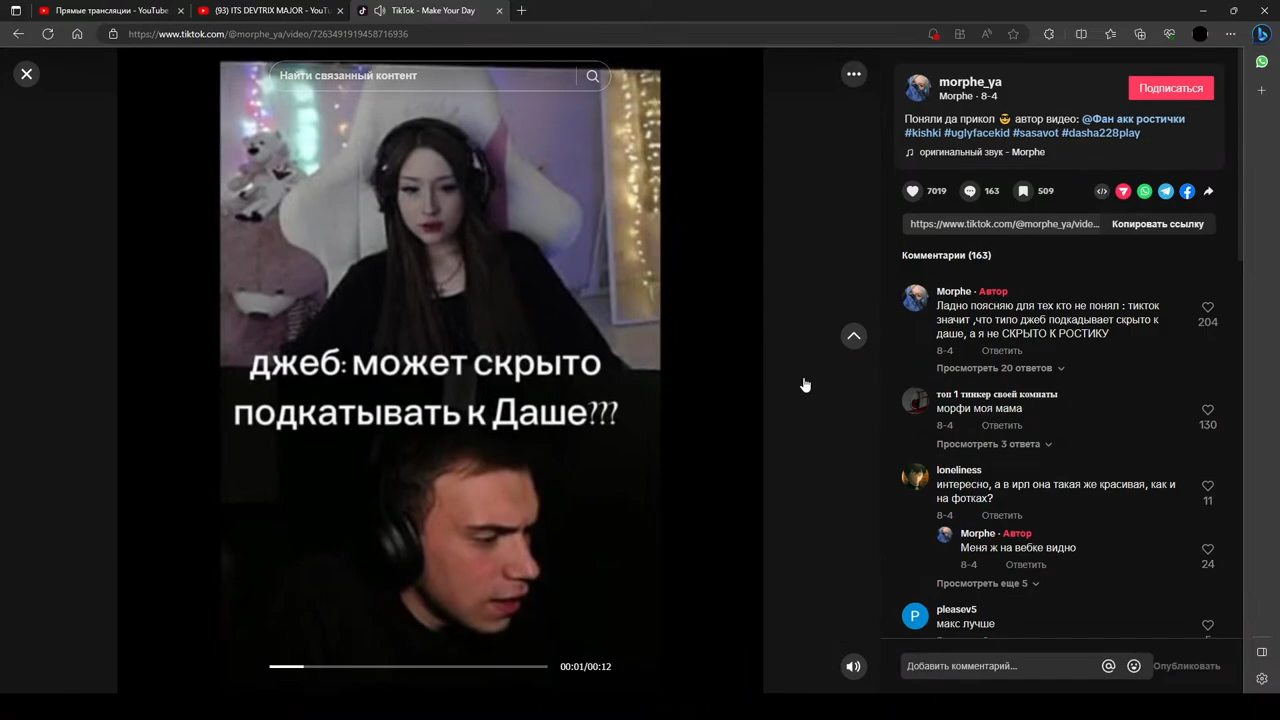 Прямые трансляции - YouTube
(93) ITS DEVTRIX MAJOR - YouTu
TikTok - Make Your Day
https://www.tiktok.com/@morphe_ya/video/7263491919458716936
Найти связанный контент
джеб: может скрыто
подкатывать к Даше???
00:01/00:12
morphe_ya
Morphe · 8-4
Подписаться
Поняли да прикол 😎 автор видео: @Фан акк ростички
#kishki #uglyfacekid #sasavot #dasha228play
♫ оригинальный звук - Morphe
7019
163
509
https://www.tiktok.com/@morphe_ya/vide...
Копировать ссылку
Комментарии (163)
Morphe · Автор
Ладно поясняю для тех кто не понял : тикток
значит ,что типо джеб подкадывает скрыто к
даше, а я не СКРЫТО К РОСТИКУ
204
8-4 Ответить
Просмотреть 20 ответов
топ 1 тинкер своей комнаты
морфи моя мама
130
8-4 Ответить
Просмотреть 3 ответа
loneliness
интересно, а в ирл она такая же красивая, как и
на фотках?
11
8-4 Ответить
Morphe · Автор
Меня ж на вебке видно
24
8-4 Ответить
Просмотреть еще 5
P
pleasev5
макс лучше
Добавить комментарий...
Опубликовать